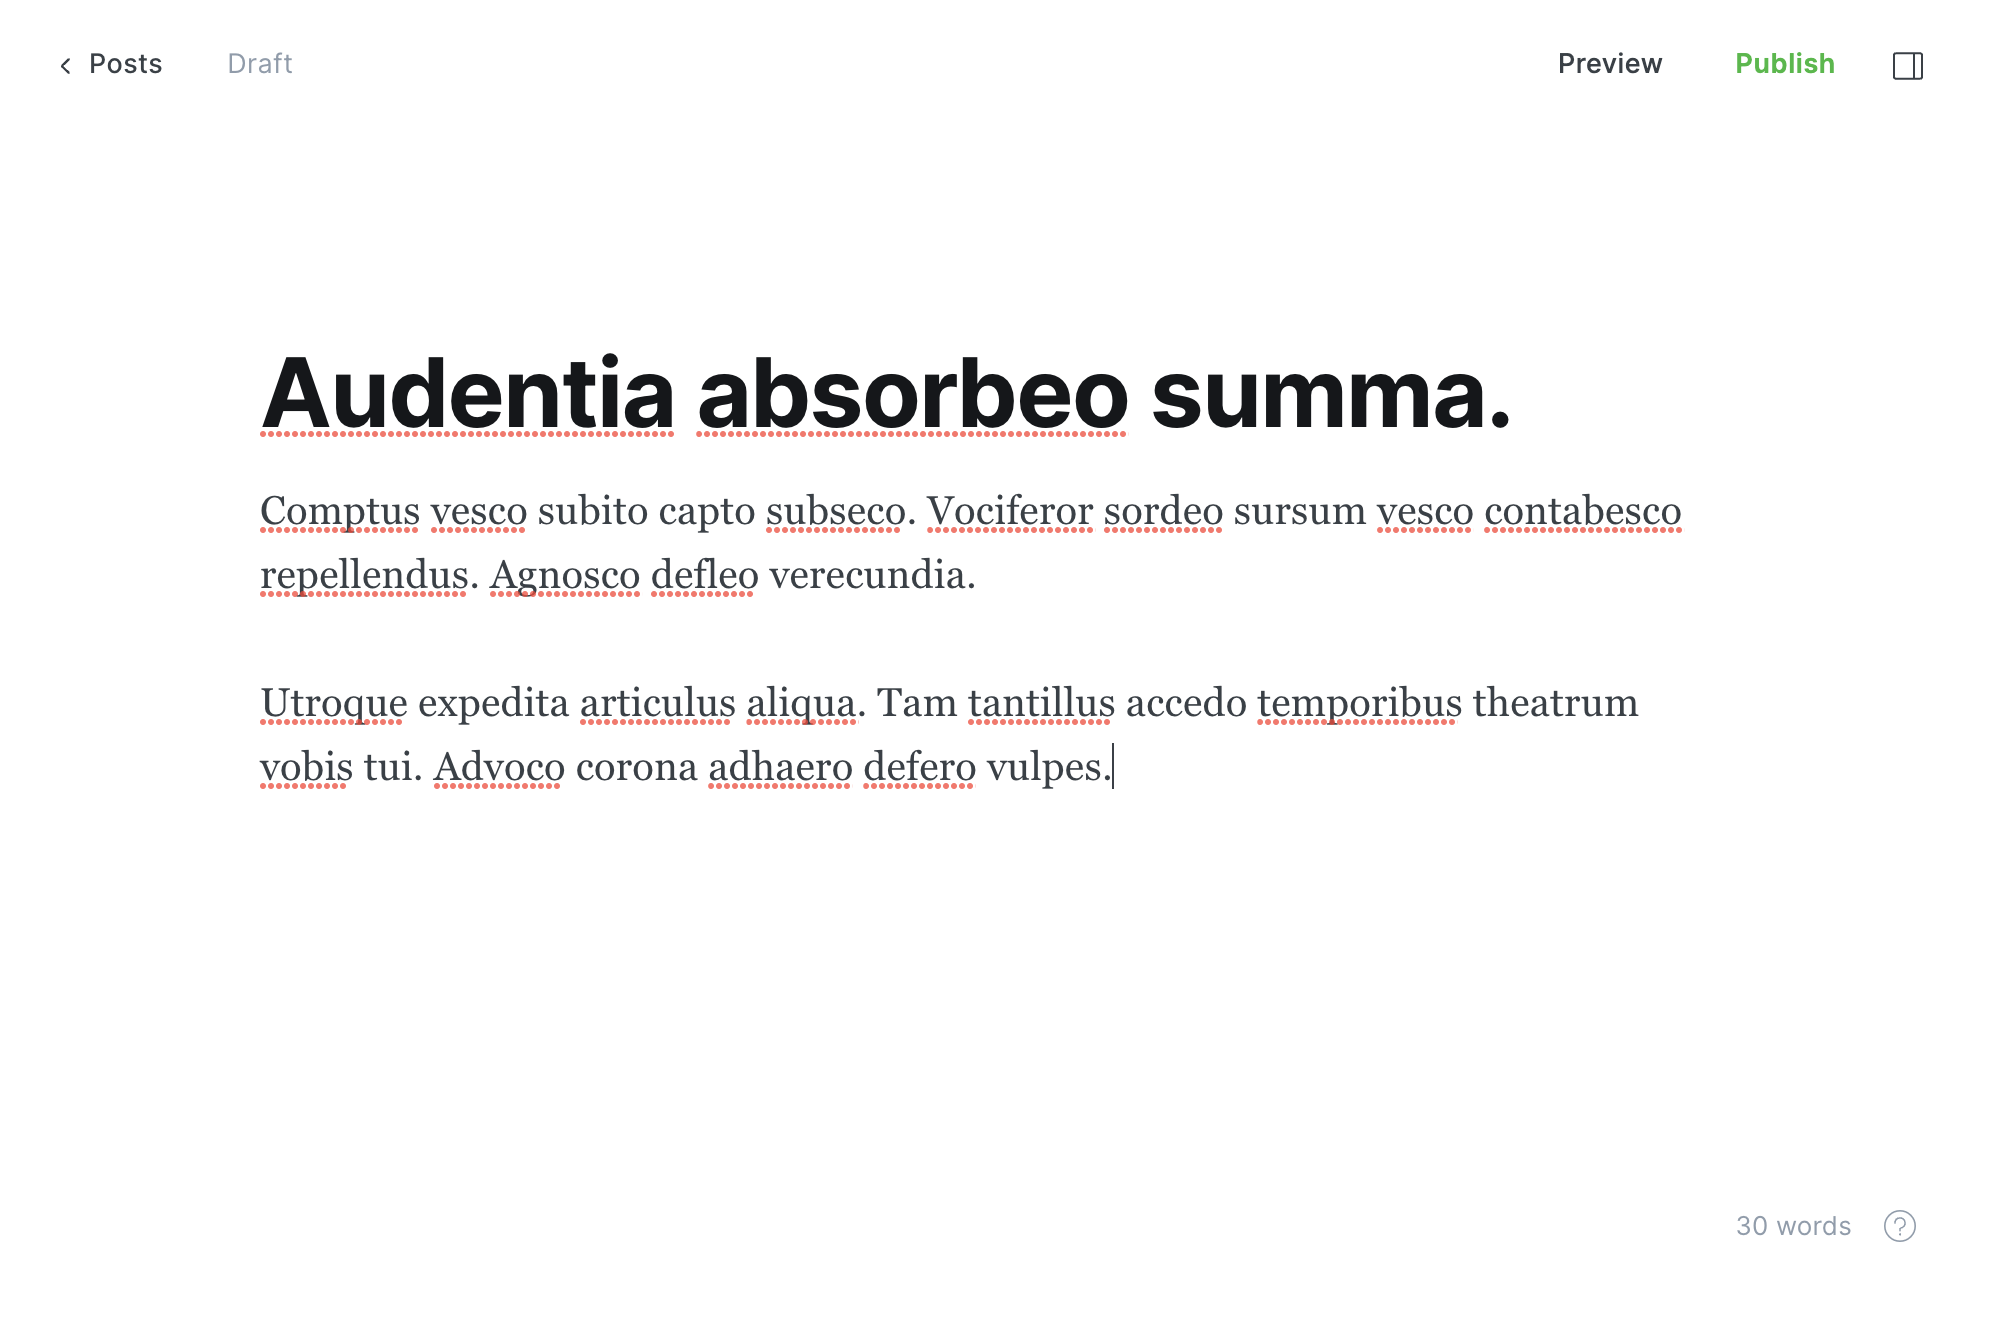 Posts Draft Preview Publish
Audentia absorbeo summa.
Comptus vesco subito capto subseco. Vociferor sordeo sursum vesco contabesco
repellendus. Agnosco defleo verecundia.
Utroque expedita articulus aliqua. Tam tantillus accedo temporibus theatrum
vobis tui. Advoco corona adhaero defero vulpes.
30 words ?